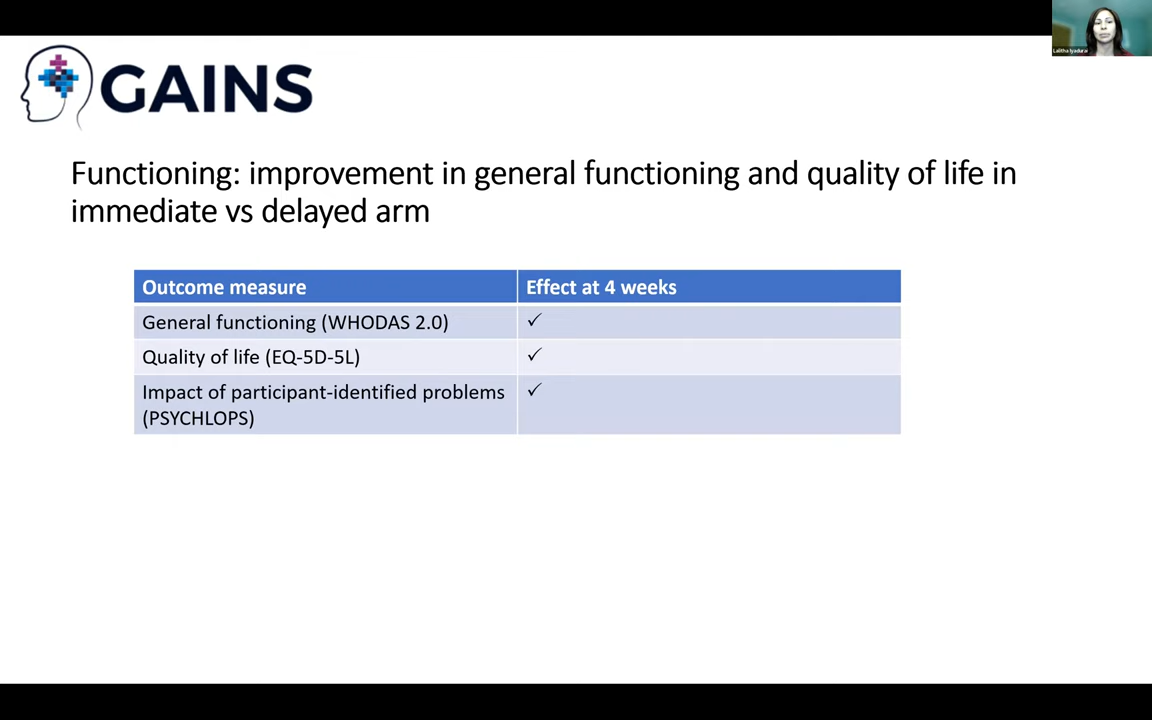 Lalitha Iyadurai
GAINS
Functioning: improvement in general functioning and quality of life in
immediate vs delayed arm
Outcome measure
Effect at 4 weeks
General functioning (WHODAS 2.0)
✓
Quality of life (EQ-5D-5L)
✓
Impact of participant-identified problems
(PSYCHLOPS)
✓